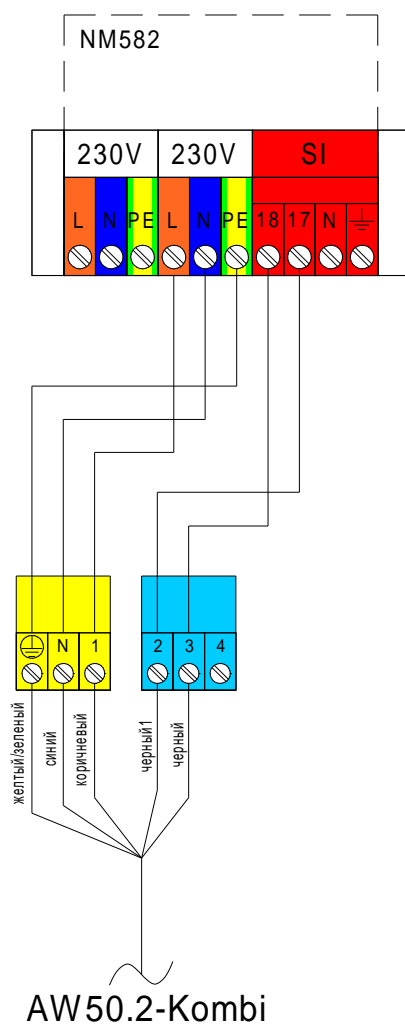 NM582
230V 230V SI
L N PE L N PE 18 17 N
N 1 2 3 4
желтый/зеленый
синий
коричневый
черный1
черный
AW50.2-Kombi